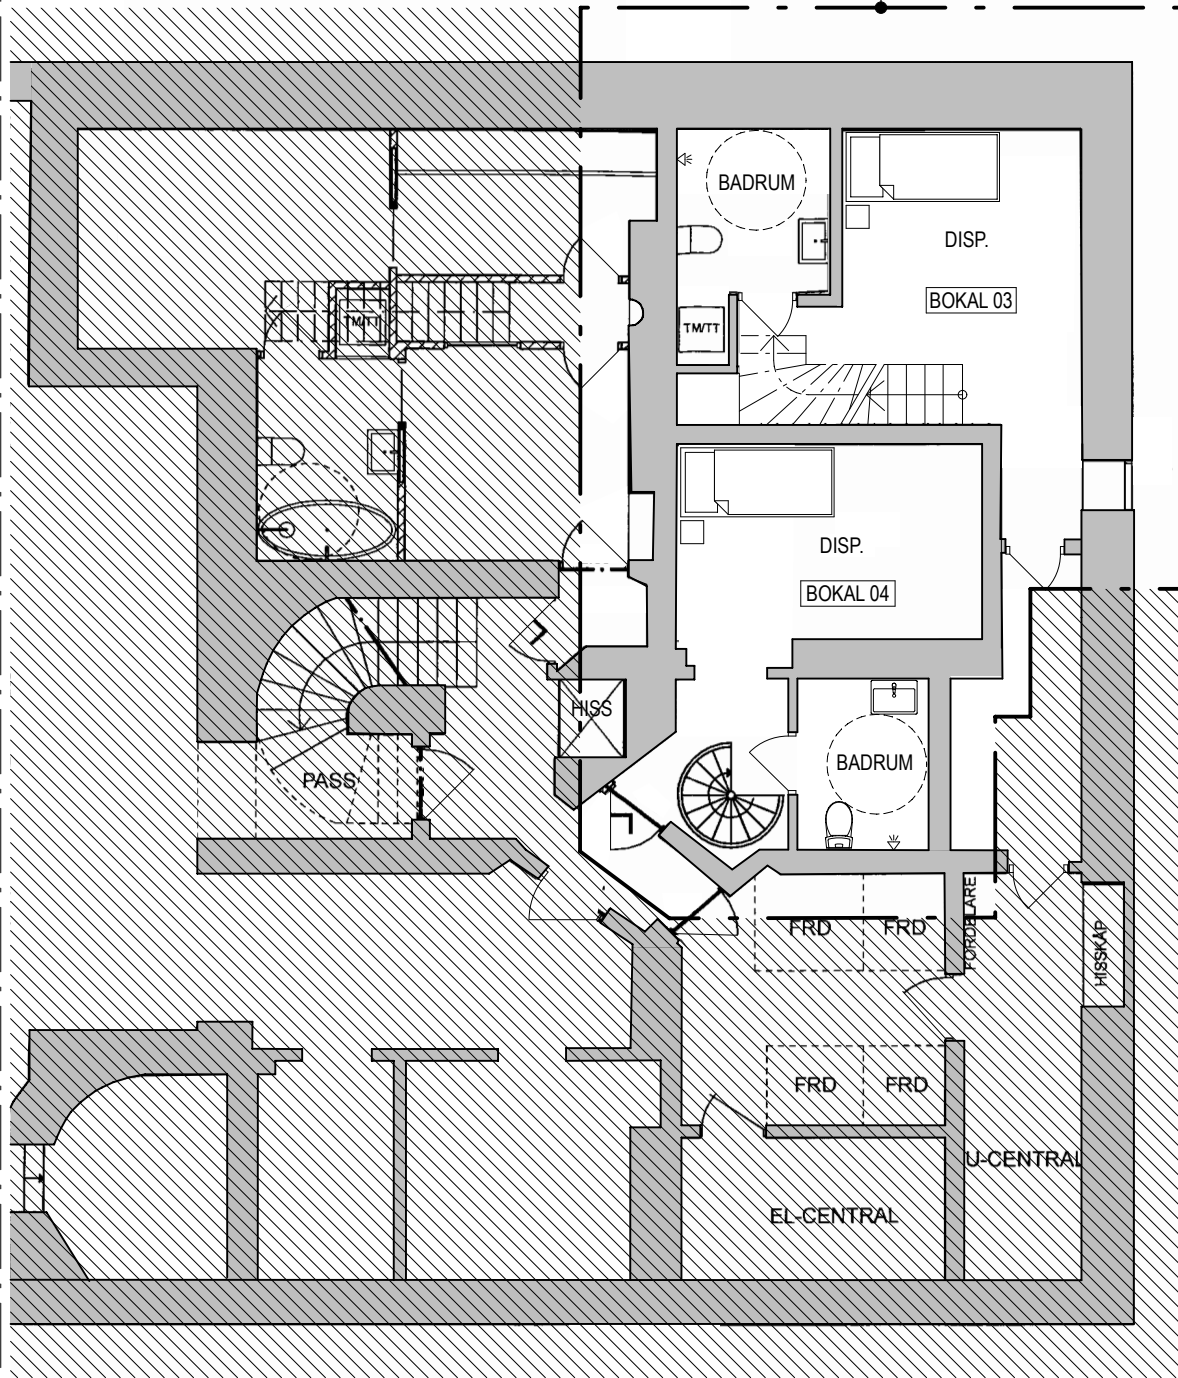 BADRUM
DISP.
BOKAL 03
TM/TT
TM/TT
DISP.
BOKAL 04
HISS
PASS
BADRUM
FRD
FRD
FÖRDELARE
HISSKÅP
FRD
FRD
U-CENTRAL
EL-CENTRAL